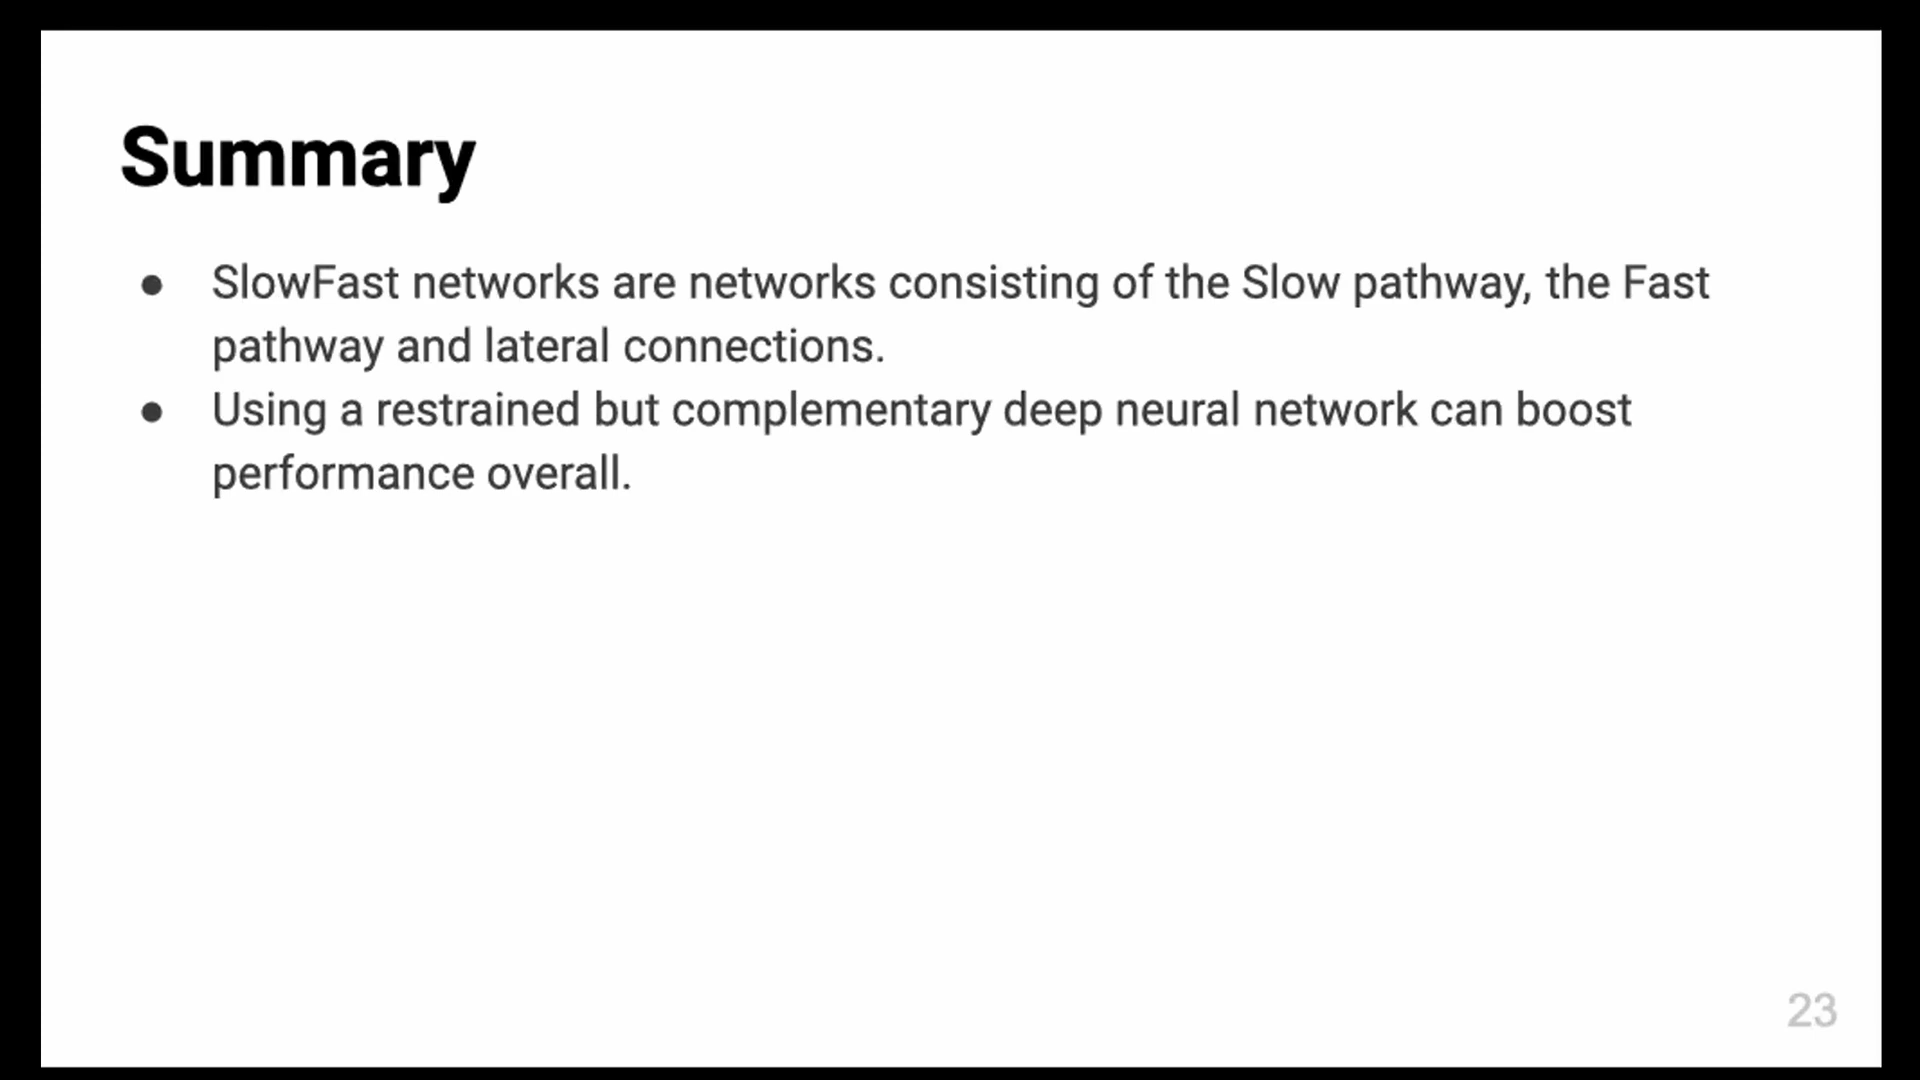 Summary
● SlowFast networks are networks consisting of the Slow pathway, the Fast
pathway and lateral connections.
● Using a restrained but complementary deep neural network can boost
performance overall.
23